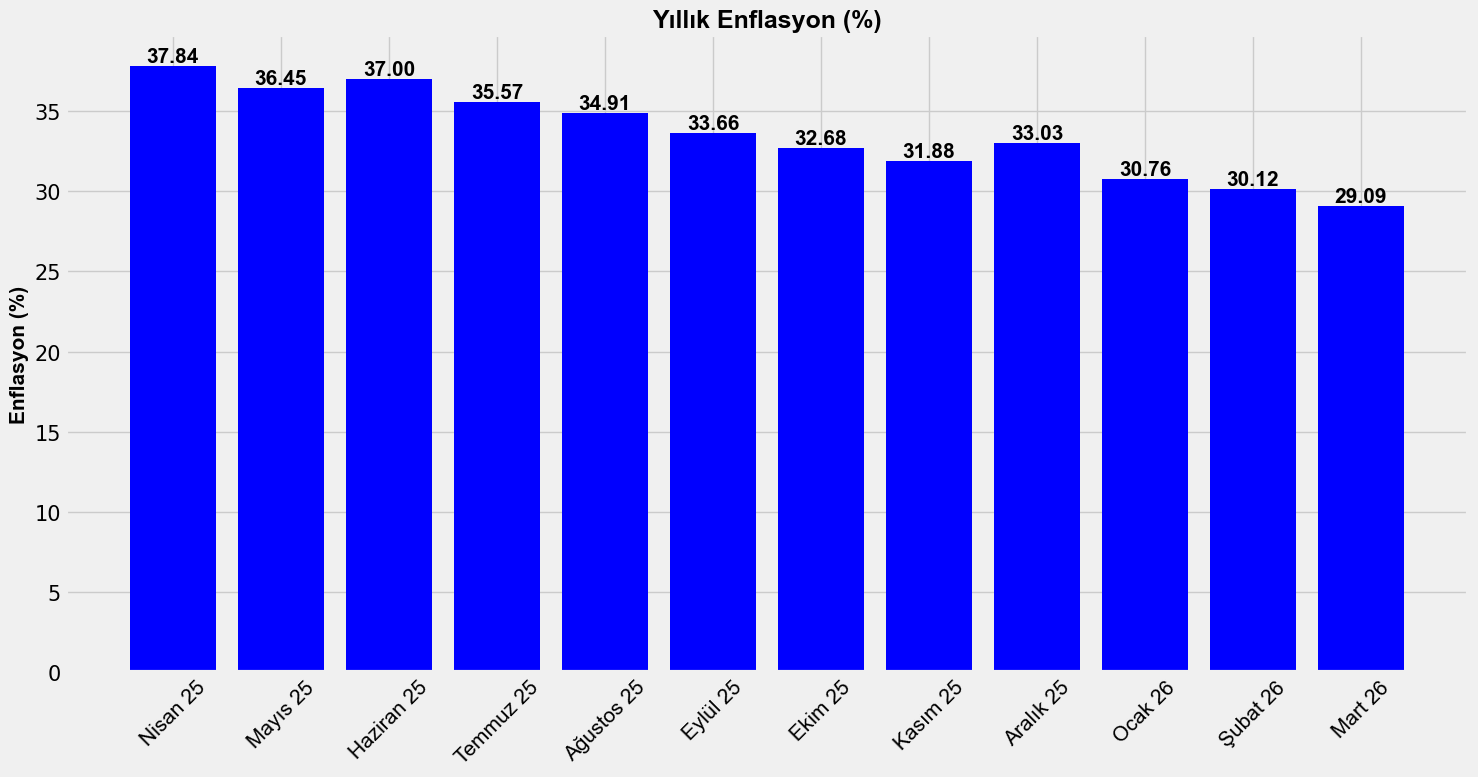 Yıllık Enflasyon (%)
37.84
36.45
37.00
35.57
34.91
33.66
32.68
31.88
33.03
30.76
30.12
29.09
35
30
25
20
15
10
5
0
Enflasyon (%)
Nisan 25
Mayıs 25
Haziran 25
Temmuz 25
Ağustos 25
Eylül 25
Ekim 25
Kasım 25
Aralık 25
Ocak 26
Şubat 26
Mart 26